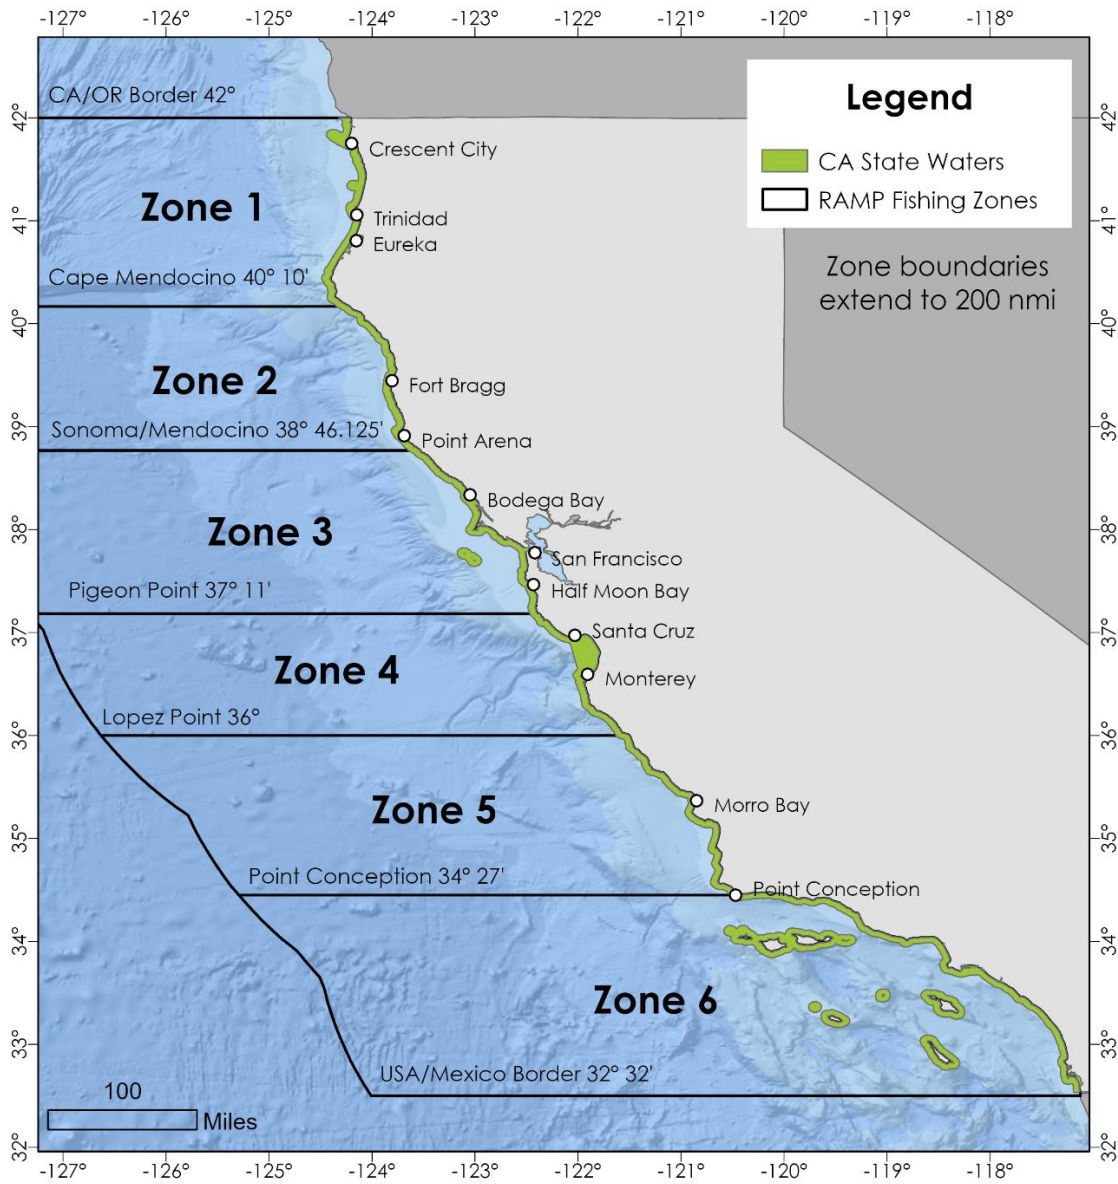 -127° -126° -125° -124° -123° -122° -121° -120° -119° -118°
CA/OR Border 42°
Legend
CA State Waters
RAMP Fishing Zones
Zone boundaries
extend to 200 nmi
42° 42°
Crescent City
Zone 1
Trinidad
41° 41°
Eureka
Cape Mendocino 40° 10'
40° 40°
Zone 2
Fort Bragg
Sonoma/Mendocino 38° 46.125'
39° 39°
Point Arena
Bodega Bay
Zone 3
38° 38°
San Francisco
Pigeon Point 37° 11'
Half Moon Bay
37° 37°
Santa Cruz
Zone 4
Monterey
Lopez Point 36°
36° 36°
Zone 5
Morro Bay
35° 35°
Point Conception 34° 27'
Point Conception
34° 34°
Zone 6
33° 33°
USA/Mexico Border 32° 32'
100
Miles
32° 32°
-127° -126° -125° -124° -123° -122° -121° -120° -119° -118°